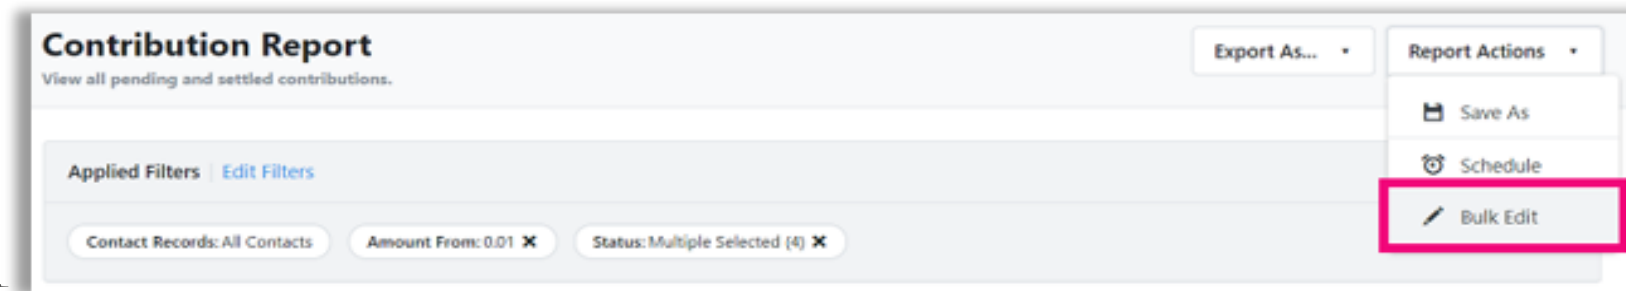 Contribution Report
View all pending and settled contributions.
Export As...
Report Actions
Save As
Schedule
Bulk Edit
Applied Filters | Edit Filters
Contact Records: All Contacts
Amount From: 0.01 ✖
Status: Multiple Selected (4) ✖